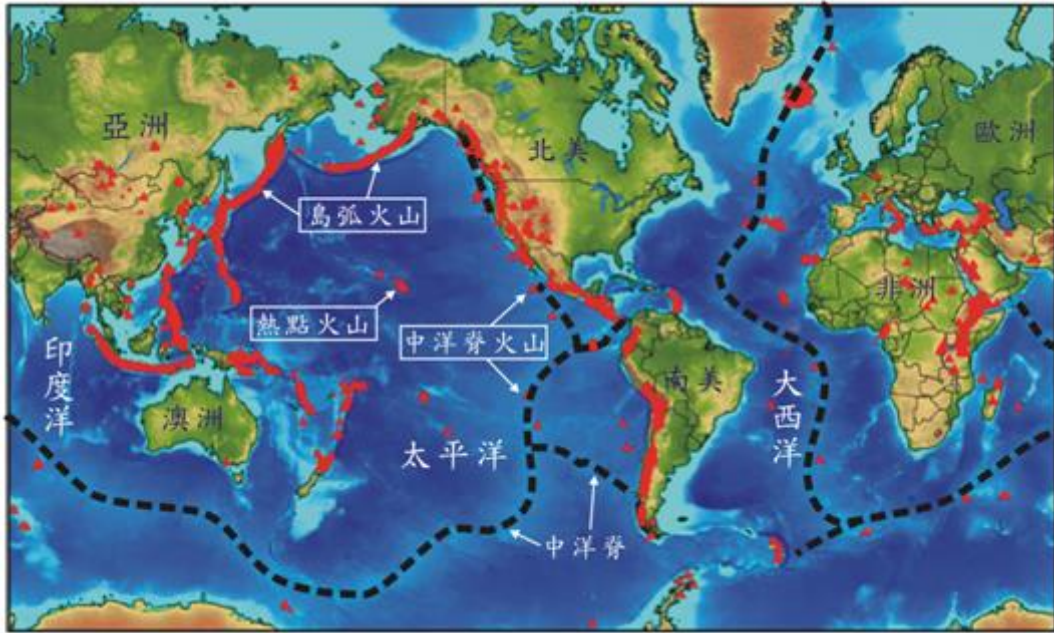 亞洲
北美
歐洲
島弧火山
熱點火山
中洋脊火山
非洲
印度洋
澳洲
南美
大西洋
太平洋
中洋脊